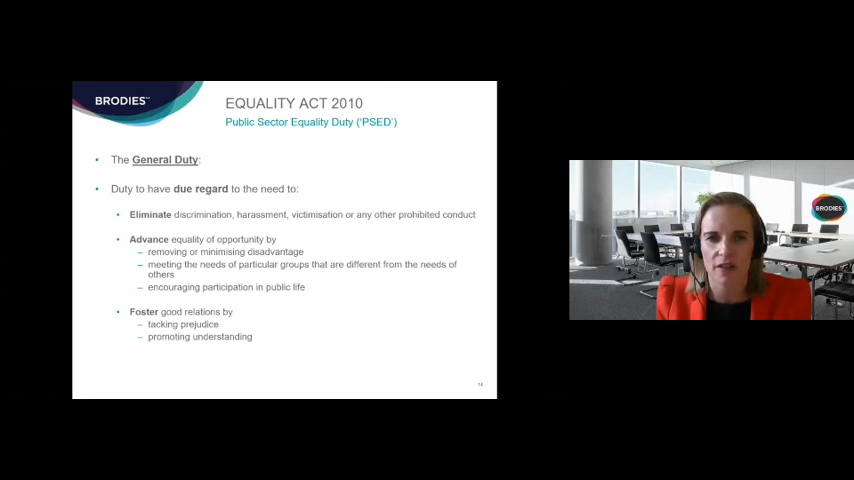 BRODIES LLP
EQUALITY ACT 2010
Public Sector Equality Duty ('PSED')
• The General Duty:
• Duty to have due regard to the need to:
• Eliminate discrimination, harassment, victimisation or any other prohibited conduct
• Advance equality of opportunity by
– removing or minimising disadvantage
– meeting the needs of particular groups that are different from the needs of
others
– encouraging participation in public life
• Foster good relations by
– tacking prejudice
– promoting understanding
14
BRODIES